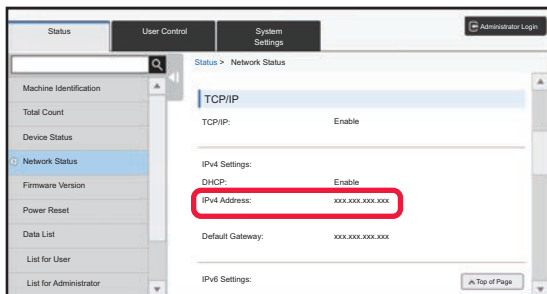 Status
User Control
System
Settings
Administrator Login
Status > Network Status
Machine Identification
Total Count
Device Status
Network Status
Firmware Version
Power Reset
Data List
List for User
List for Administrator
TCP/IP
TCP/IP: Enable
IPv4 Settings:
DHCP: Enable
IPv4 Address: xxx.xxx.xxx.xxx
Default Gateway: xxx.xxx.xxx.xxx
IPv6 Settings:
Top of Page